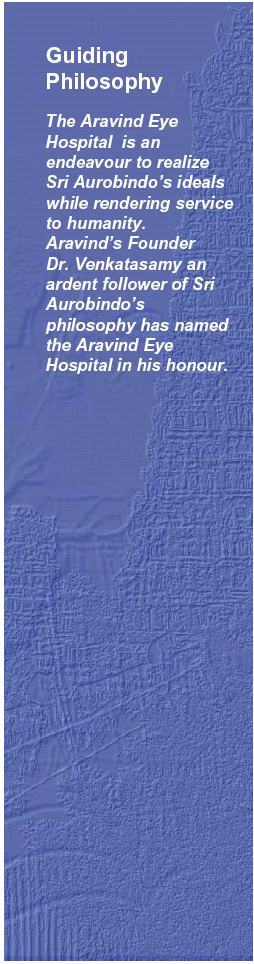 Guiding
Philosophy
The Aravind Eye
Hospital is an
endeavour to realize
Sri Aurobindo's ideals
while rendering service
to humanity.
Aravind's Founder
Dr. Venkatasamy an
ardent follower of Sri
Aurobindo's
philosophy has named
the Aravind Eye
Hospital in his honour.